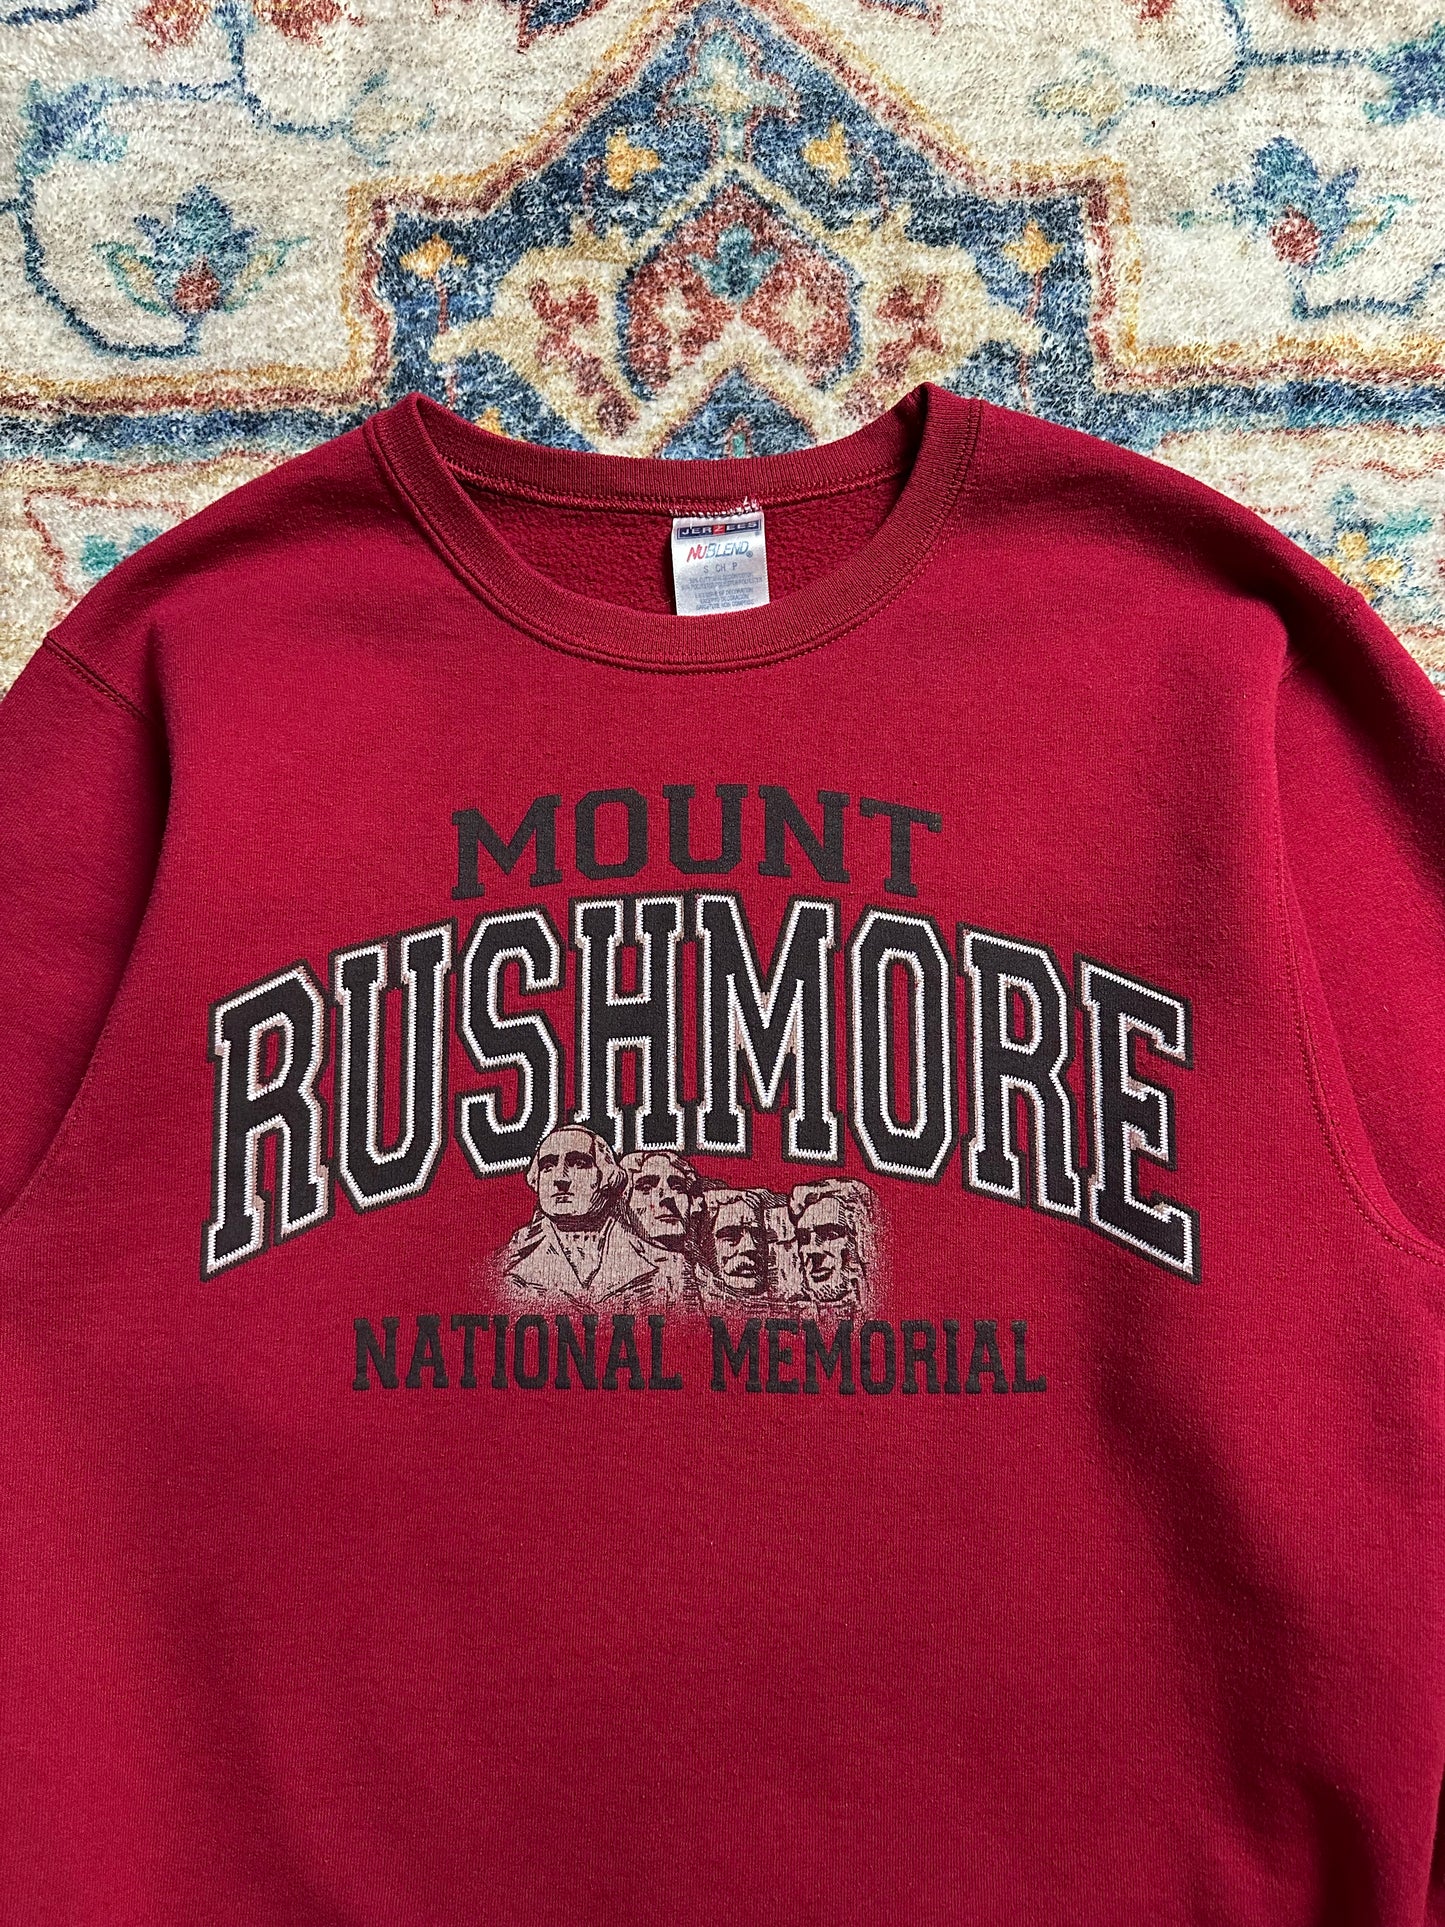 JERZEES
NUBLEND®
S CH P
MOUNT
RUSHMORE
NATIONAL MEMORIAL